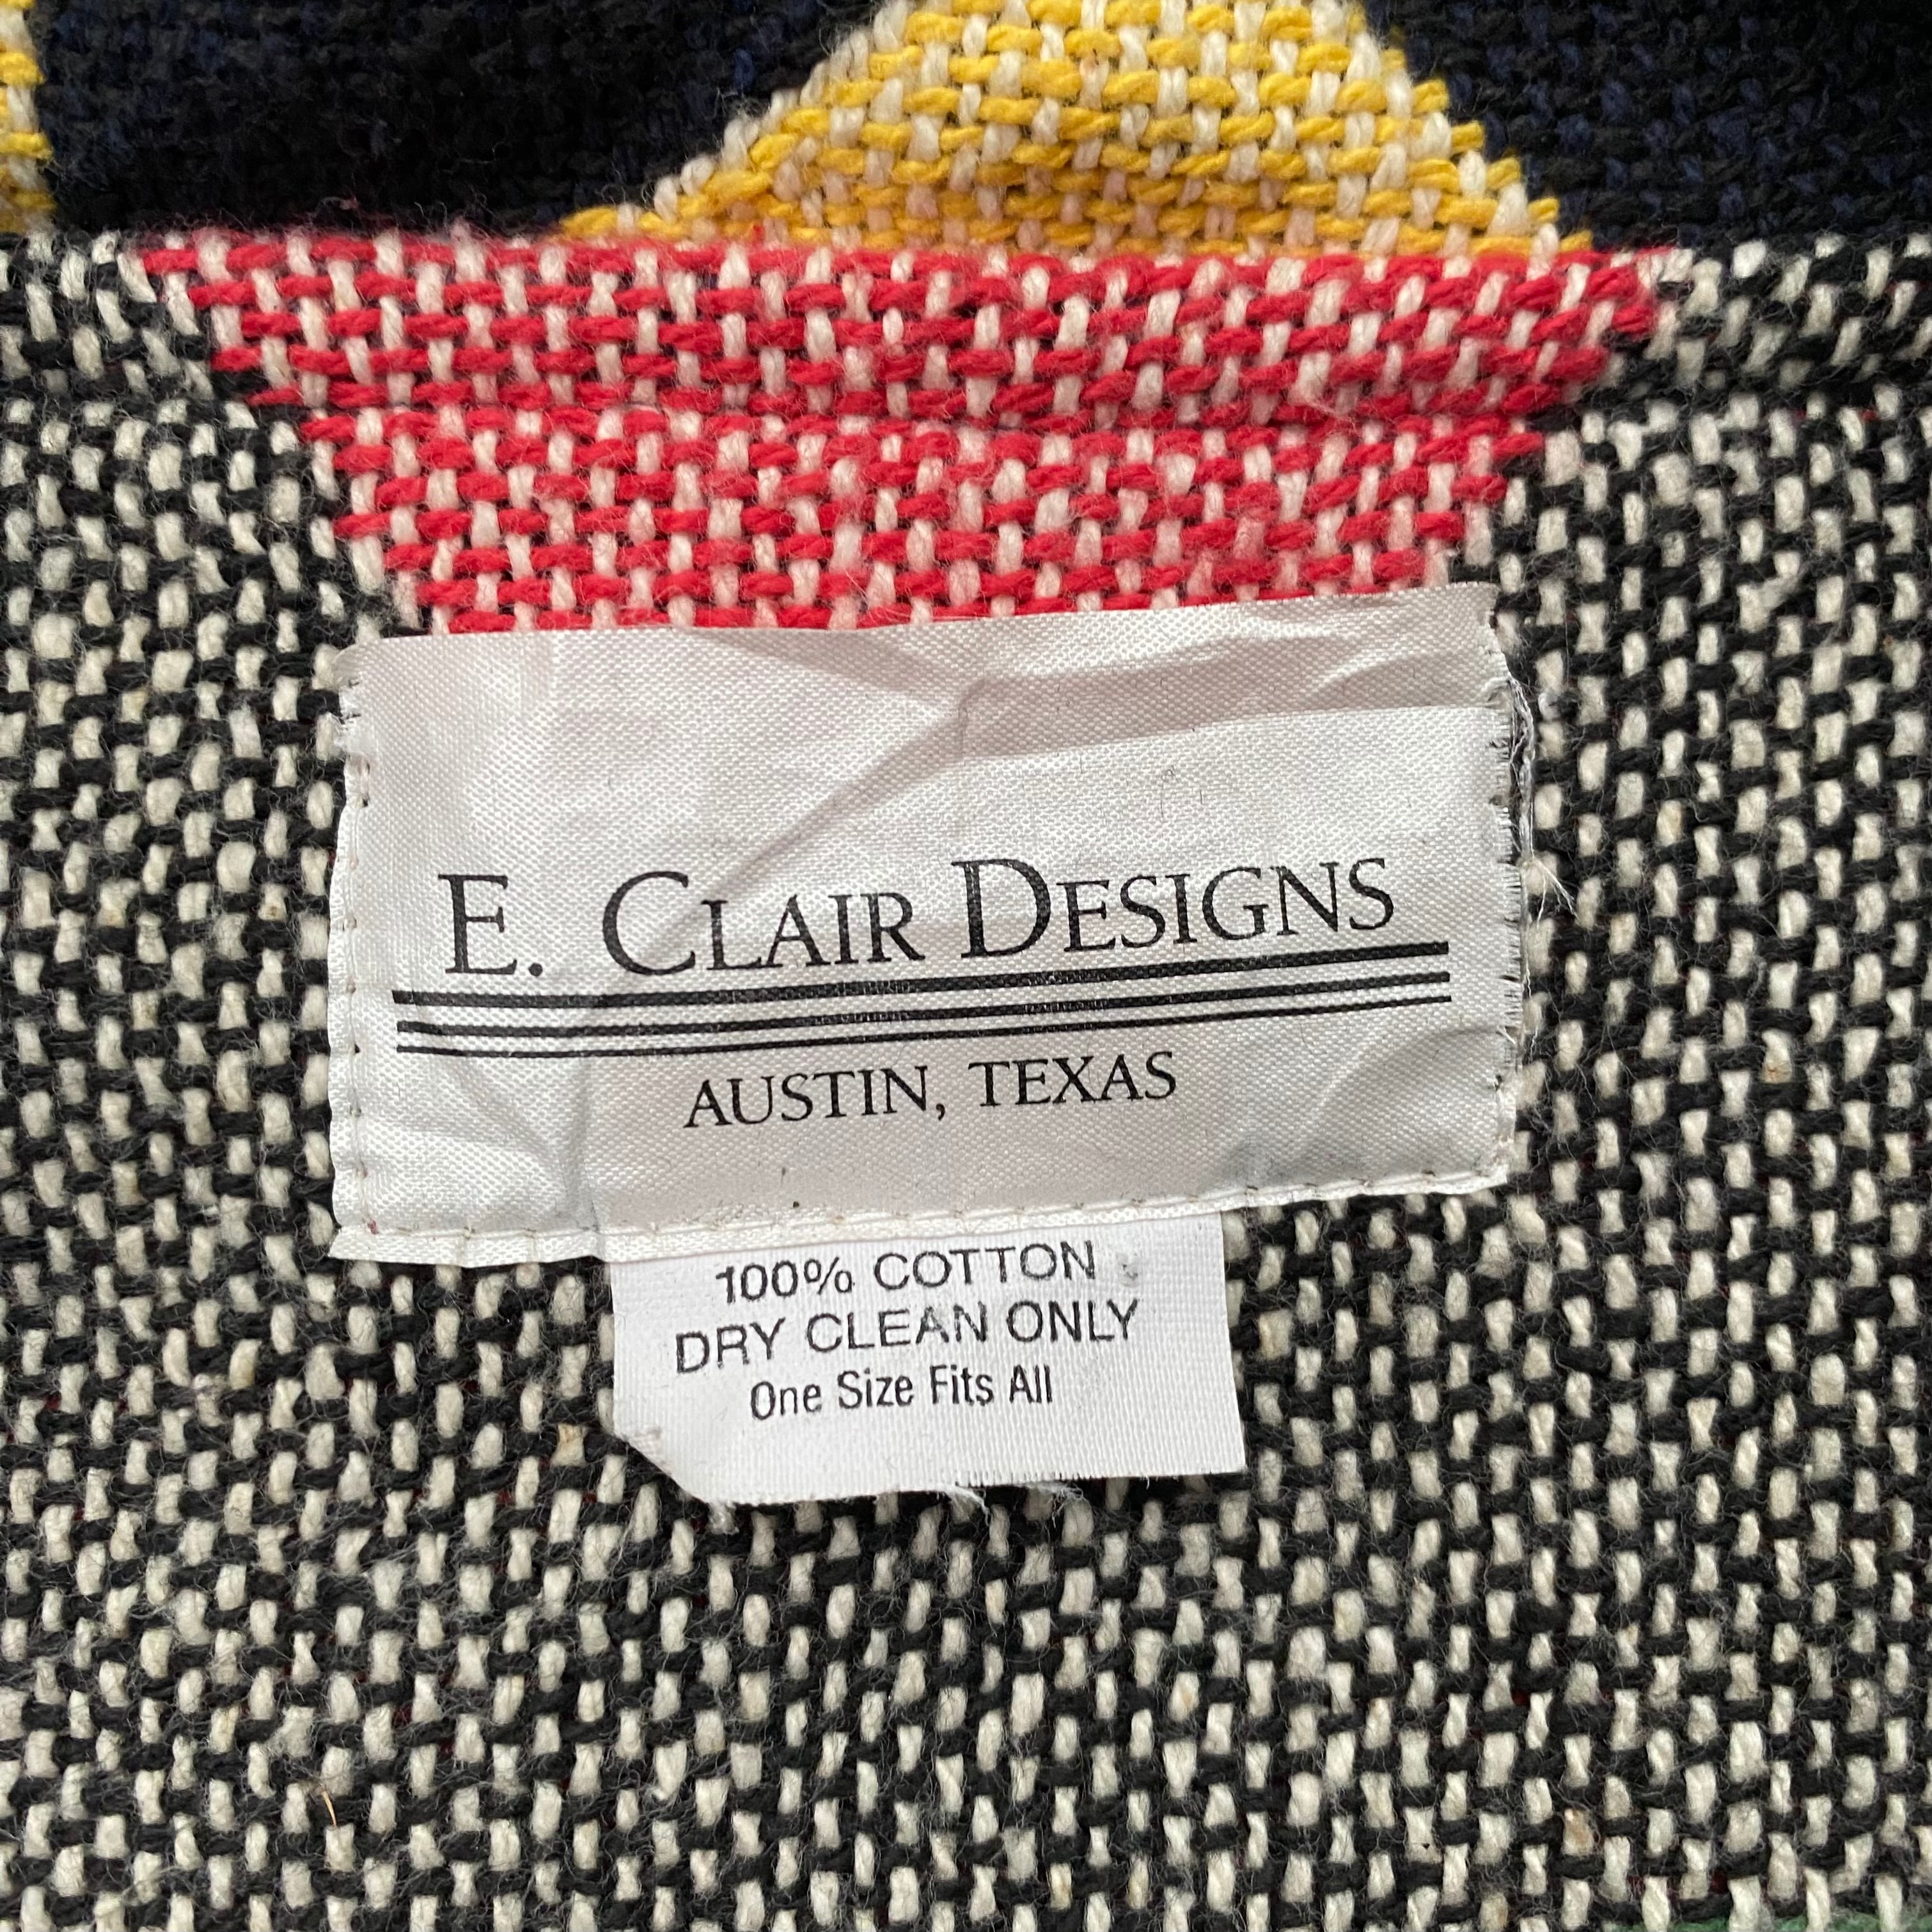 E. CLAIR DESIGNS
AUSTIN, TEXAS
100% COTTON
DRY CLEAN ONLY
One Size Fits All